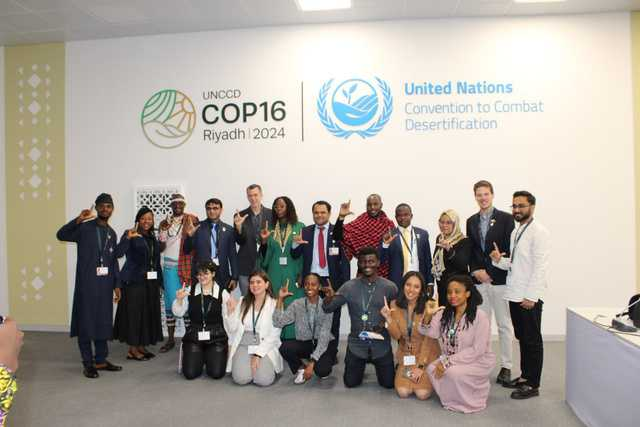 UNCCD
COP16
Riyadh | 2024
United Nations
Convention to Combat
Desertification